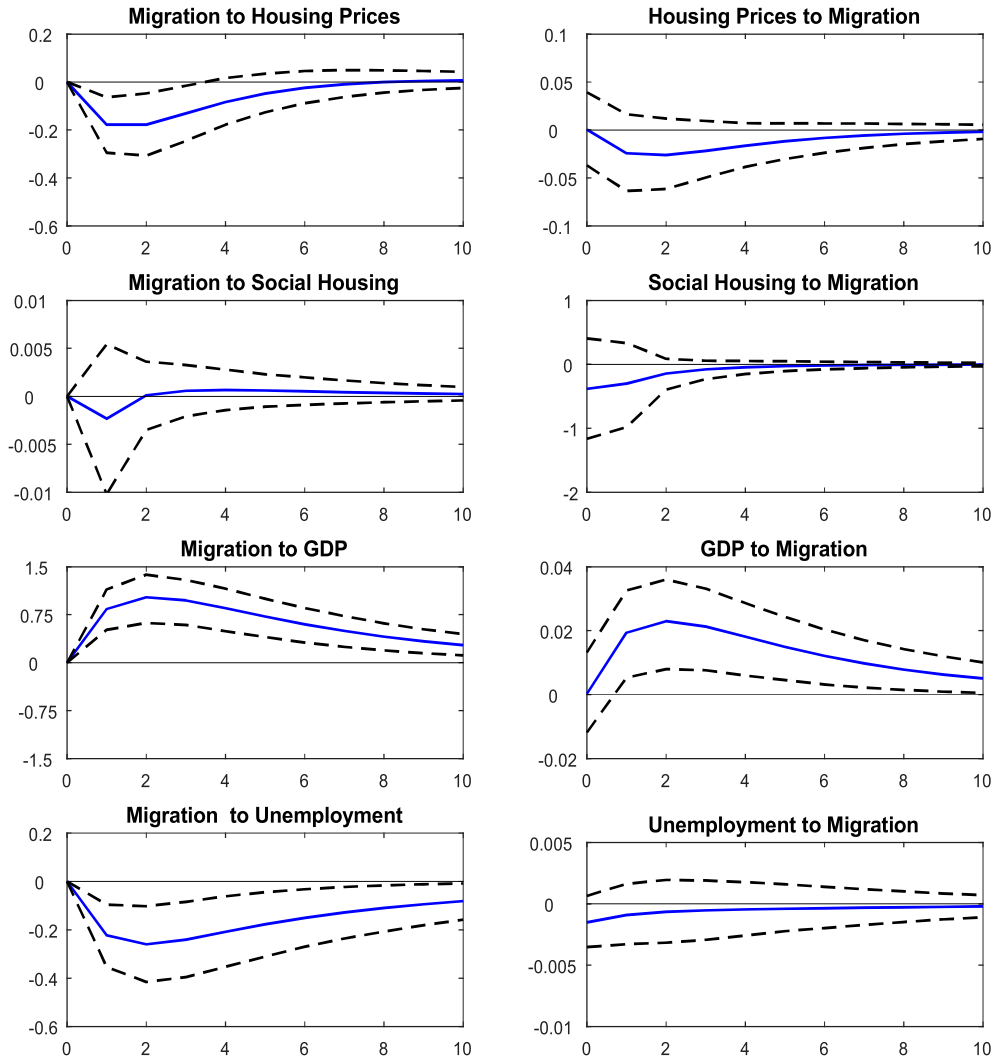 Migration to Housing Prices
0.2
0
-0.2
-0.4
-0.6
0 2 4 6 8 10
Housing Prices to Migration
0.1
0.05
0
-0.05
-0.1
0 2 4 6 8 10
Migration to Social Housing
0.01
0.005
0
-0.005
-0.01
0 2 4 6 8 10
Social Housing to Migration
1
0
-1
-2
0 2 4 6 8 10
Migration to GDP
1.5
0.75
0
-0.75
-1.5
0 2 4 6 8 10
GDP to Migration
0.04
0.02
0
-0.02
0 2 4 6 8 10
Migration to Unemployment
0.2
0
-0.2
-0.4
-0.6
0 2 4 6 8 10
Unemployment to Migration
0.005
0
-0.005
-0.01
0 2 4 6 8 10